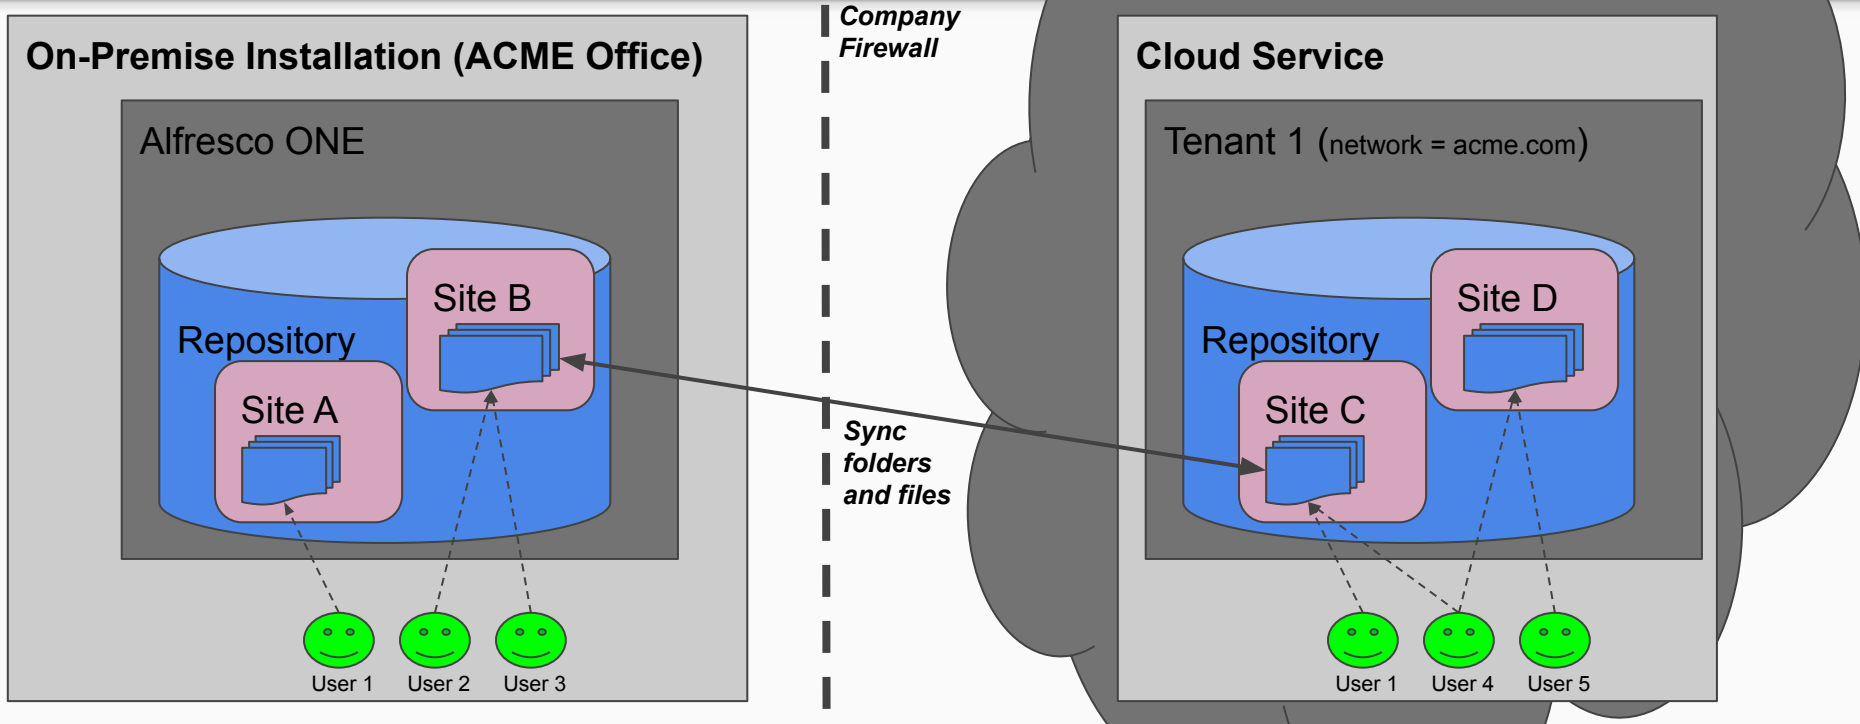 On-Premise Installation (ACME Office)
Alfresco ONE
Repository
Site B
Site A
User 1
User 2
User 3
Company
Firewall
Sync
folders
and files
Cloud Service
Tenant 1 (network = acme.com)
Repository
Site D
Site C
User 1
User 4
User 5